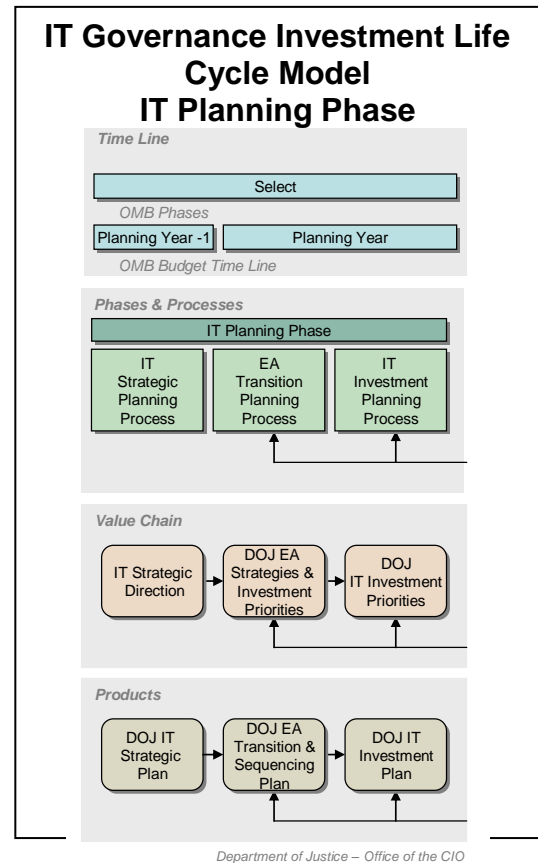 IT Governance Investment Life
Cycle Model
IT Planning Phase
Time Line
Select
OMB Phases
Planning Year -1
Planning Year
OMB Budget Time Line
Phases & Processes
IT Planning Phase
IT
Strategic
Planning
Process
EA
Transition
Planning
Process
IT
Investment
Planning
Process
Value Chain
IT Strategic
Direction
DOJ EA
Strategies &
Investment
Priorities
DOJ
IT Investment
Priorities
Products
DOJ IT
Strategic
Plan
DOJ EA
Transition &
Sequencing
Plan
DOJ IT
Investment
Plan
Department of Justice – Office of the CIO